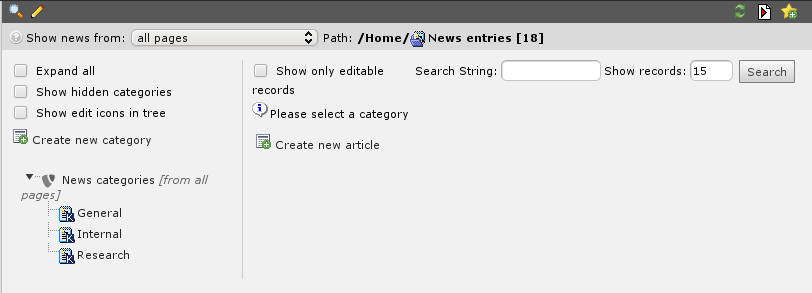 Show news from: all pages Path: /Home/ News entries [18]
Expand all
Show hidden categories
Show edit icons in tree
Create new category
News categories [from all
pages]
General
Internal
Research
Show only editable
records
Search String: Show records: 15 Search
Please select a category
Create new article